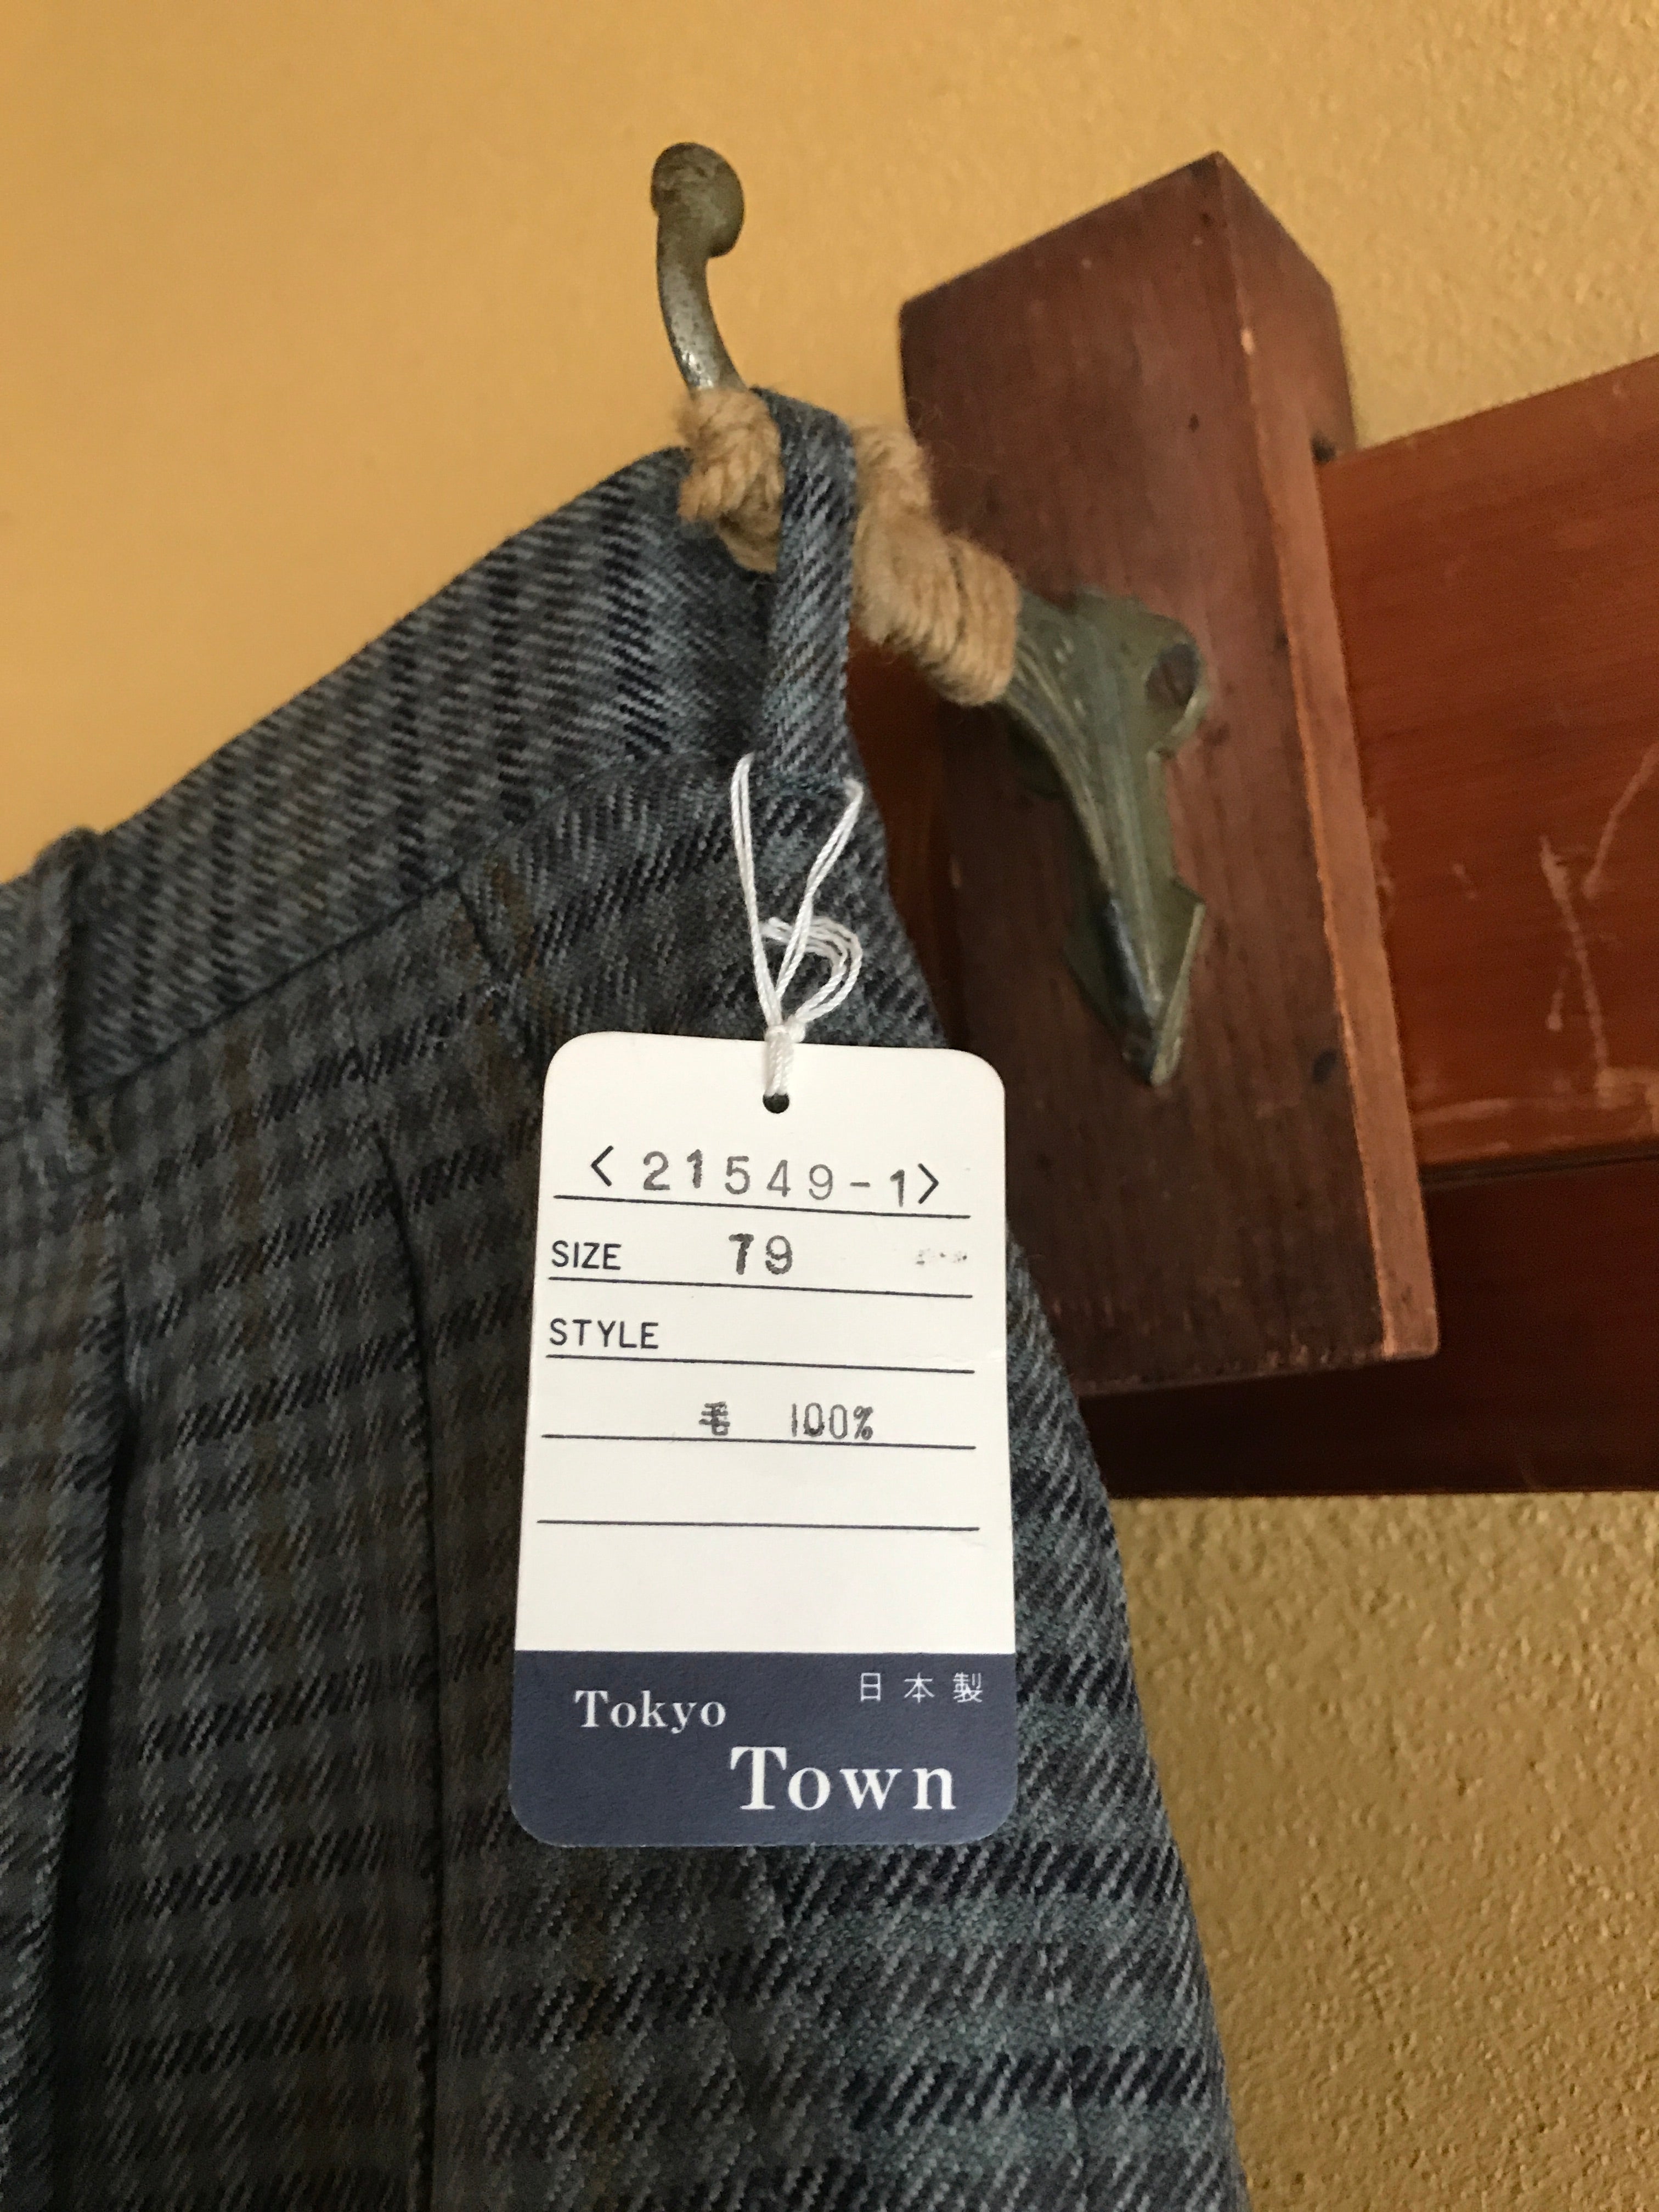 <21549-1>
SIZE 79
STYLE
毛 100%
日本製
Tokyo
Town